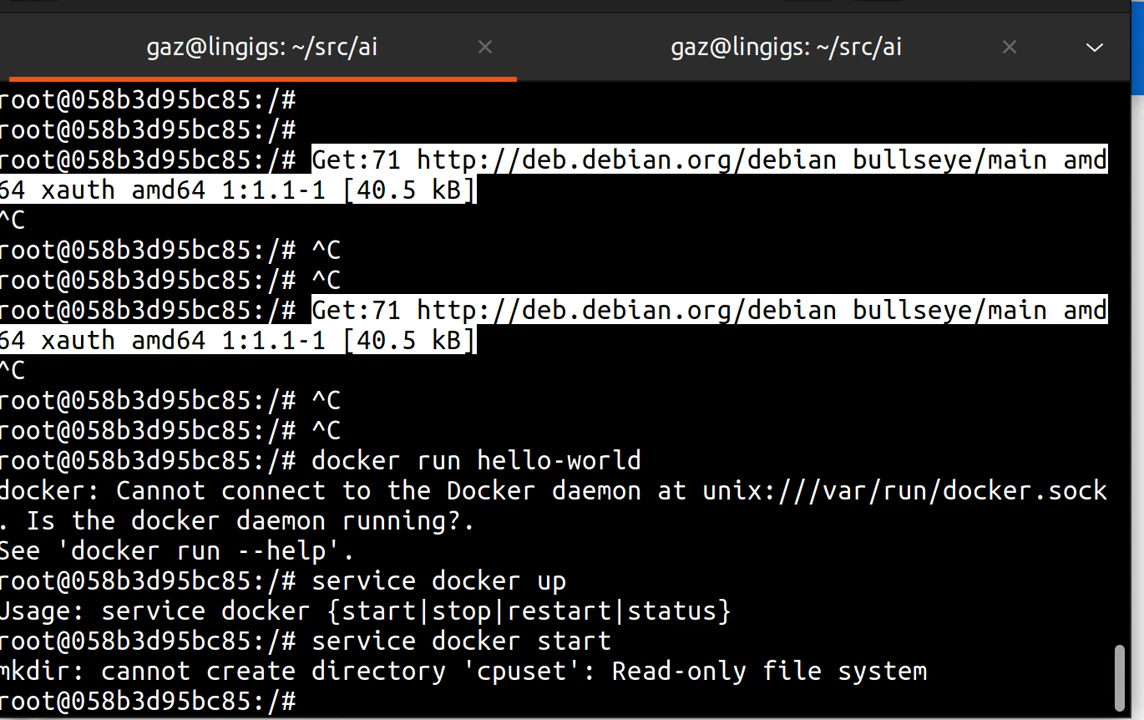 gaz@lingigs: ~/src/ai
gaz@lingigs: ~/src/ai
root@058b3d95bc85:/#
root@058b3d95bc85:/#
root@058b3d95bc85:/# Get:71 http://deb.debian.org/debian bullseye/main amd
64 xauth amd64 1:1.1-1 [40.5 kB]
^C
root@058b3d95bc85:/# ^C
root@058b3d95bc85:/# ^C
root@058b3d95bc85:/# Get:71 http://deb.debian.org/debian bullseye/main amd
64 xauth amd64 1:1.1-1 [40.5 kB]
^C
root@058b3d95bc85:/# ^C
root@058b3d95bc85:/# ^C
root@058b3d95bc85:/# docker run hello-world
docker: Cannot connect to the Docker daemon at unix:///var/run/docker.sock
. Is the docker daemon running?.
See 'docker run --help'.
root@058b3d95bc85:/# service docker up
Usage: service docker {start|stop|restart|status}
root@058b3d95bc85:/# service docker start
mkdir: cannot create directory 'cpuset': Read-only file system
root@058b3d95bc85:/#